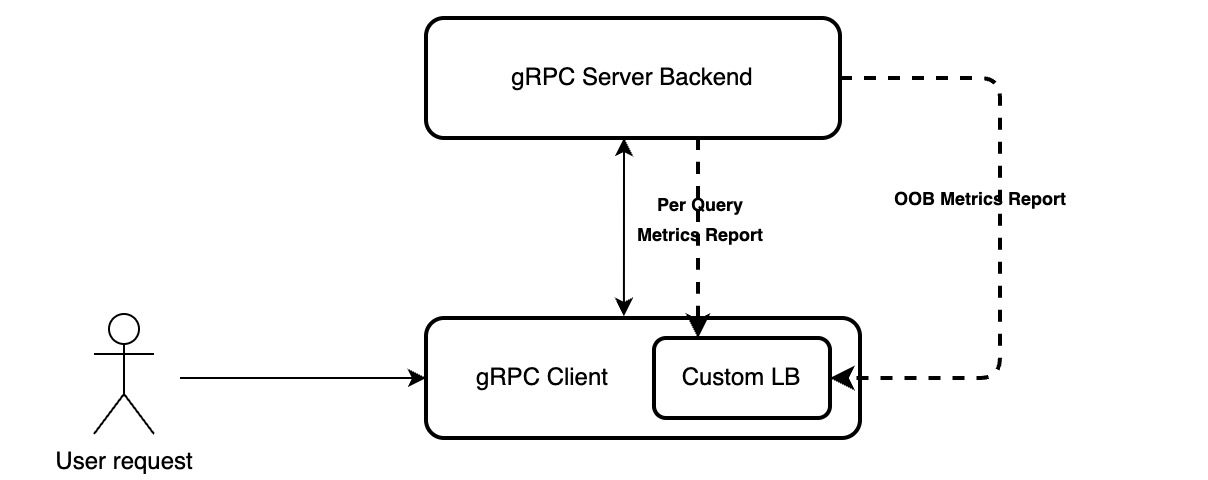 gRPC Server Backend
Per Query
Metrics Report
OOB Metrics Report
gRPC Client
Custom LB
User request